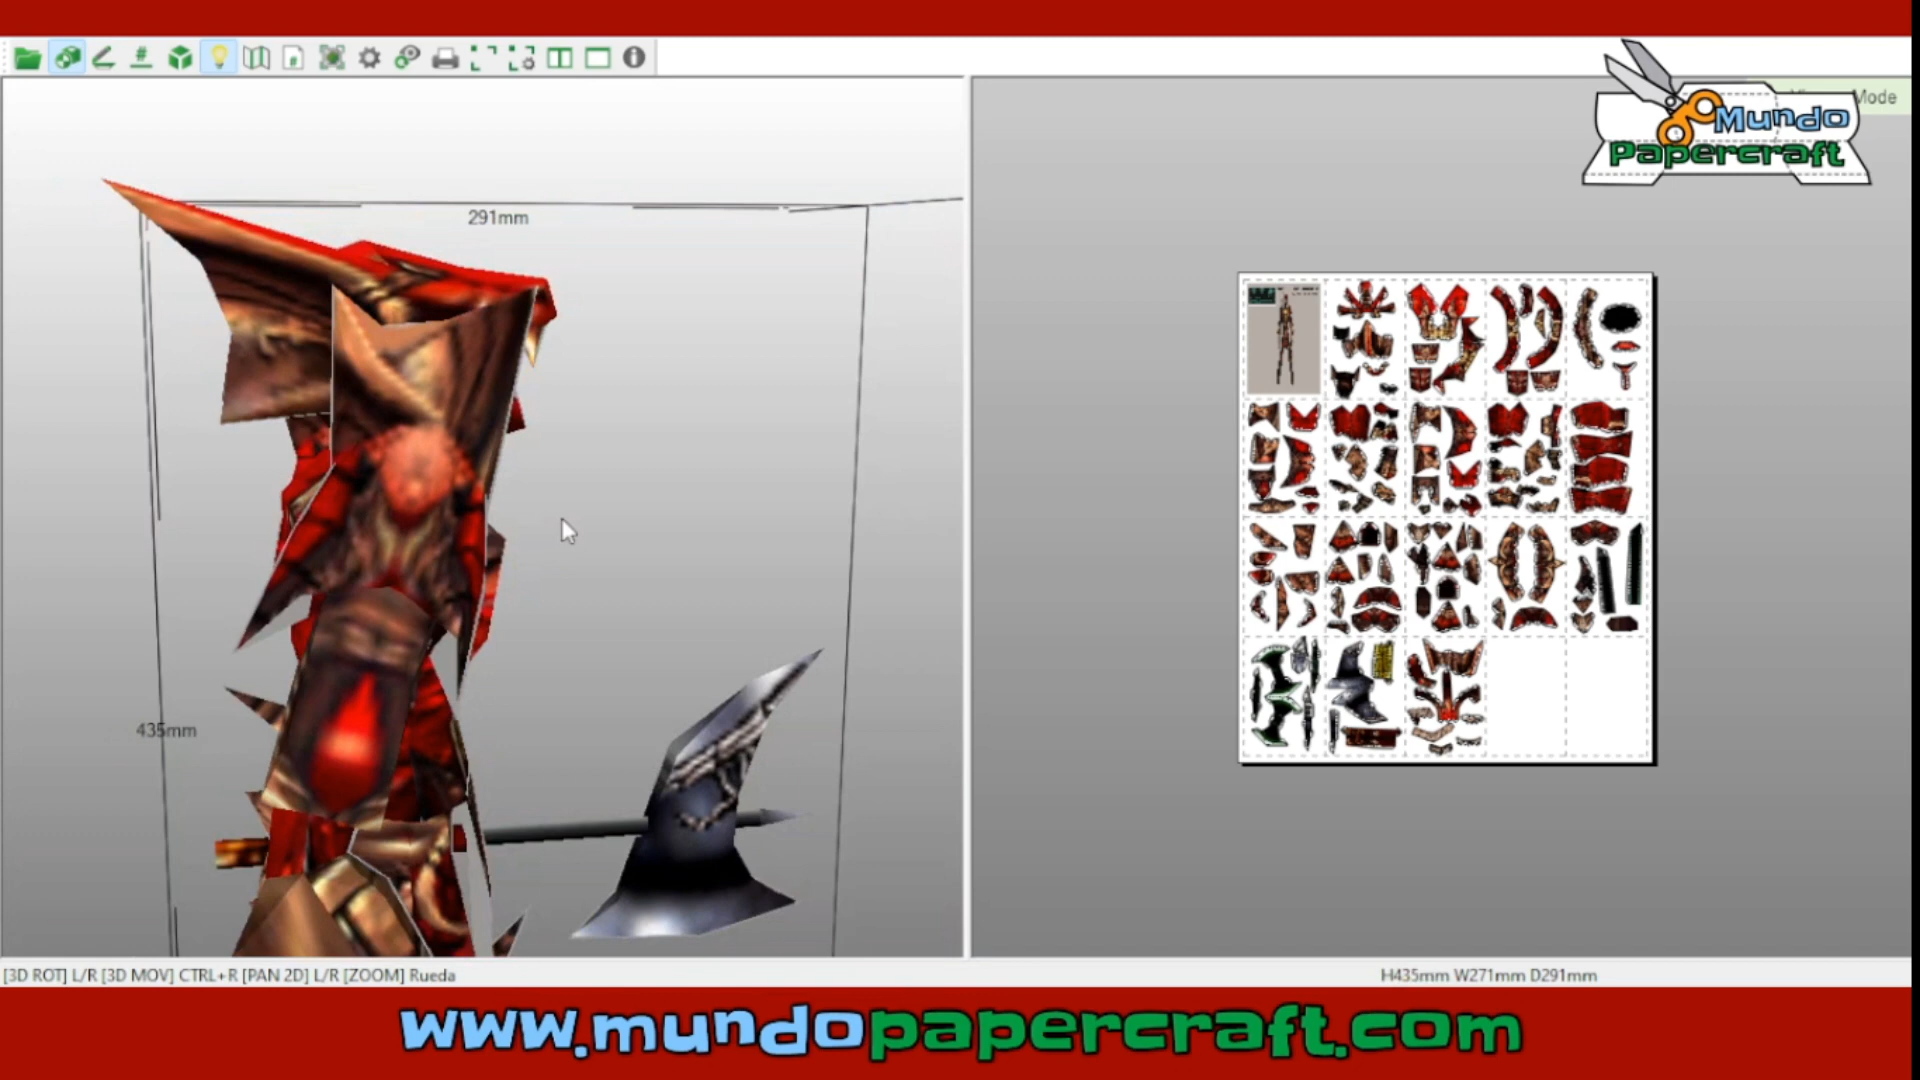 Mundo
Mode
Papercraft
291mm
435mm
[3D ROT] L/R [3D MOV] CTRL+R [PAN 2D] L/R [ZOOM] Rueda
H435mm W271mm D291mm
www.mundopapercraft.com